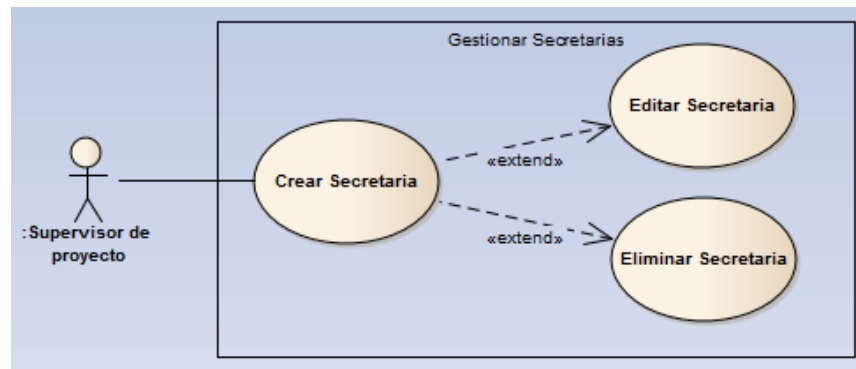 Gestionar Secretarias
Editar Secretaria
«extend»
Crear Secretaria
:Supervisor de
proyecto
«extend»
Eliminar Secretaria